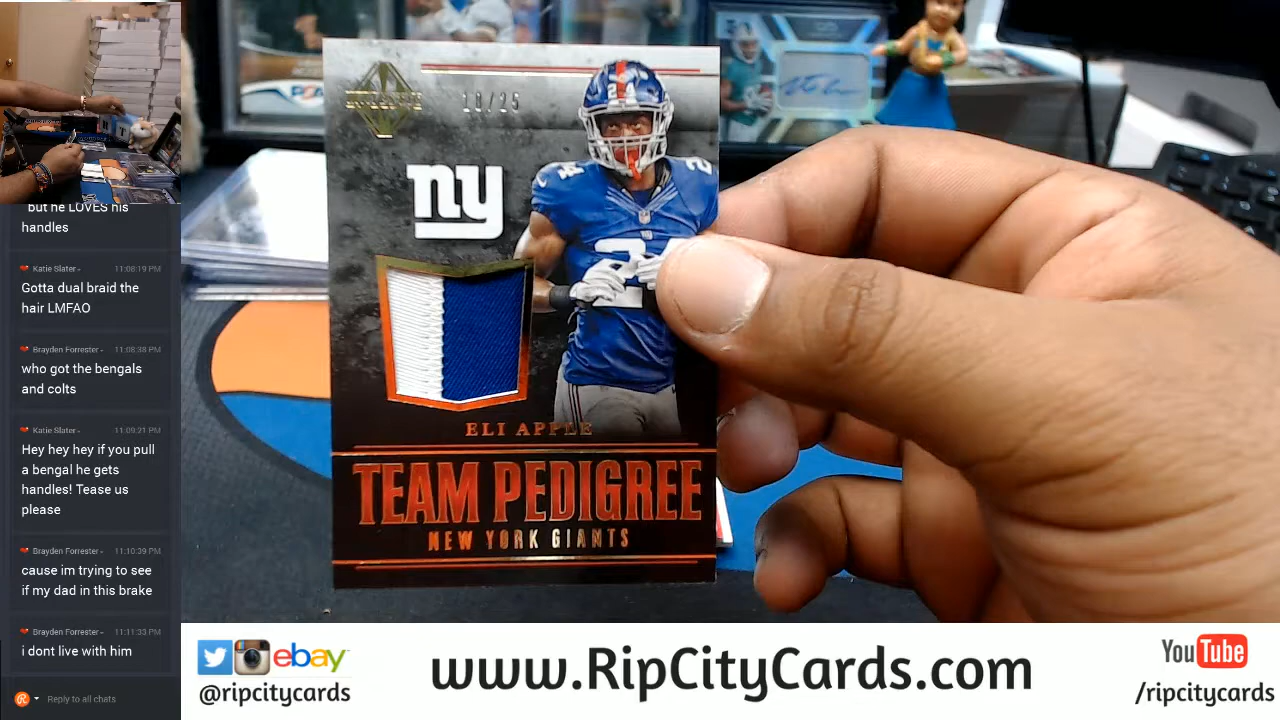 but he LOVES his
handles
Katie Slater 11:08:19 PM
Gotta dual braid the
hair LMFAO
Brayden Forrester 11:08:38 PM
who got the bengals
and colts
Katie Slater 11:09:21 PM
Hey hey hey if you pull
a bengal he gets
handles! Tease us
please
Brayden Forrester 11:10:39 PM
cause im trying to see
if my dad in this brake
Brayden Forrester 11:11:33 PM
i dont live with him
Reply to all chats
ny
24
ELI APPLE
TEAM PEDIGREE
NEW YORK GIANTS
ebay
@ripcitycards
www.RipCityCards.com
YouTube
/ripcitycards